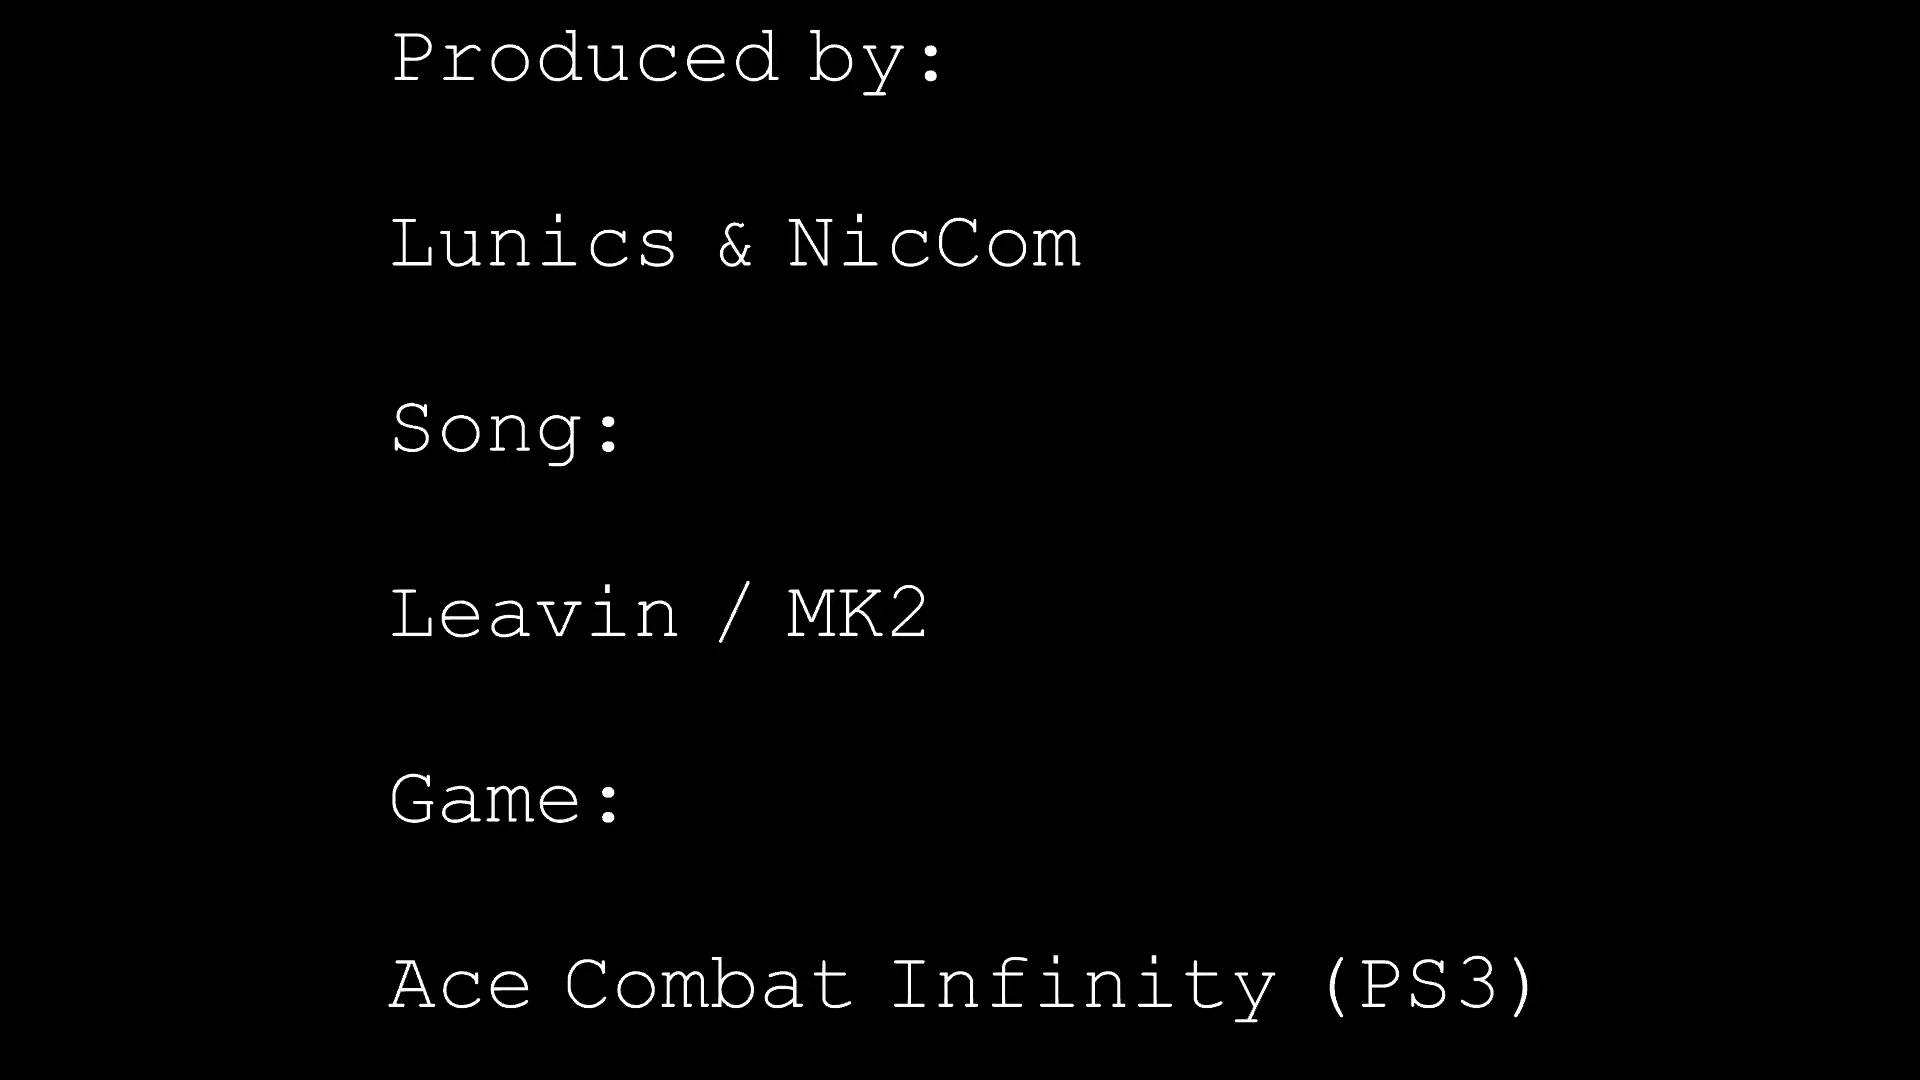 Produced by:
Lunics & NicCom
Song:
Leavin / MK2
Game:
Ace Combat Infinity (PS3)